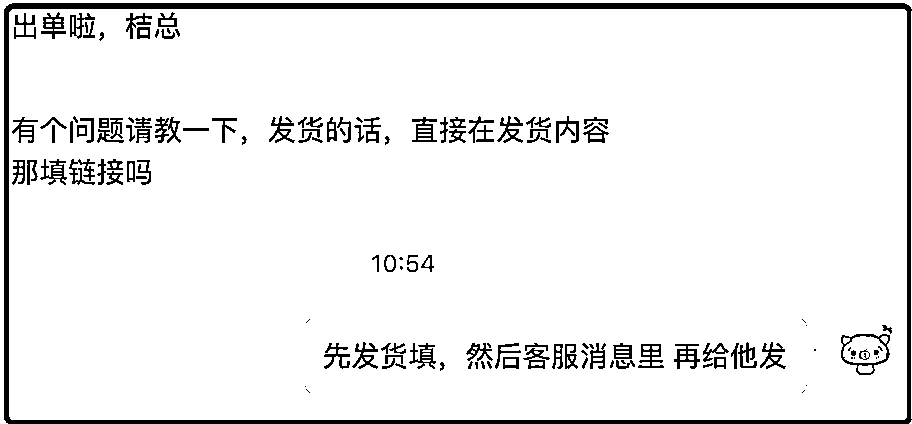 出单啦，桔总
有个问题请教一下，发货的话，直接在发货内容
那填链接吗
10:54
先发货填，然后客服消息里 再给他发